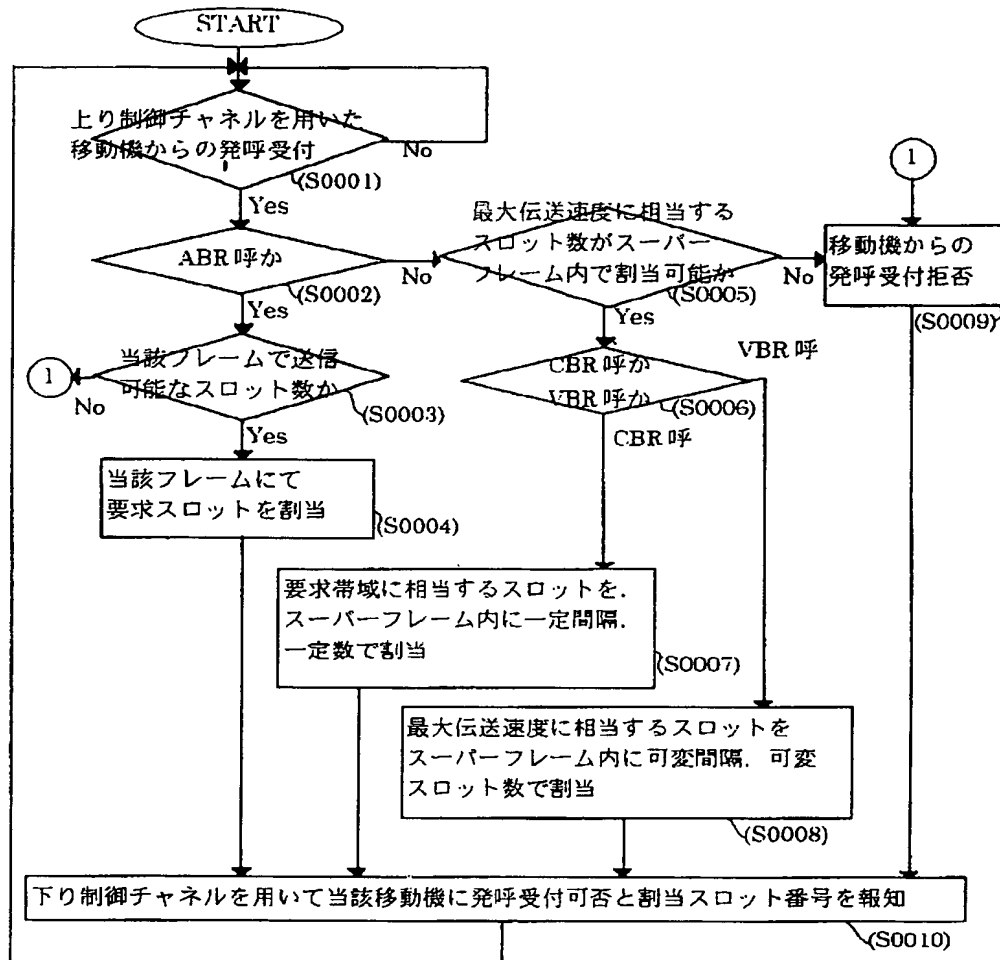 START
上り制御チャネルを用いた
移動機からの発呼受付
No
(S0001)
Yes
ABR呼か
No
(S0002)
Yes
最大伝送速度に相当する
スロット数がスーパー
フレーム内で割当可能か
No
(S0005)
Yes
1
移動機からの
発呼受付拒否
(S0009)
当該フレームで送信
可能なスロット数か
(S0003)
1
No
Yes
CBR呼か
VBR呼か
(S0006)
VBR呼
CBR呼
当該フレームにて
要求スロットを割当
(S0004)
要求帯域に相当するスロットを．
スーパーフレーム内に一定間隔．
一定数で割当
(S0007)
最大伝送速度に相当するスロットを
スーパーフレーム内に可変間隔．可変
スロット数で割当
(S0008)
下り制御チャネルを用いて当該移動機に発呼受付可否と割当スロット番号を報知
(S0010)